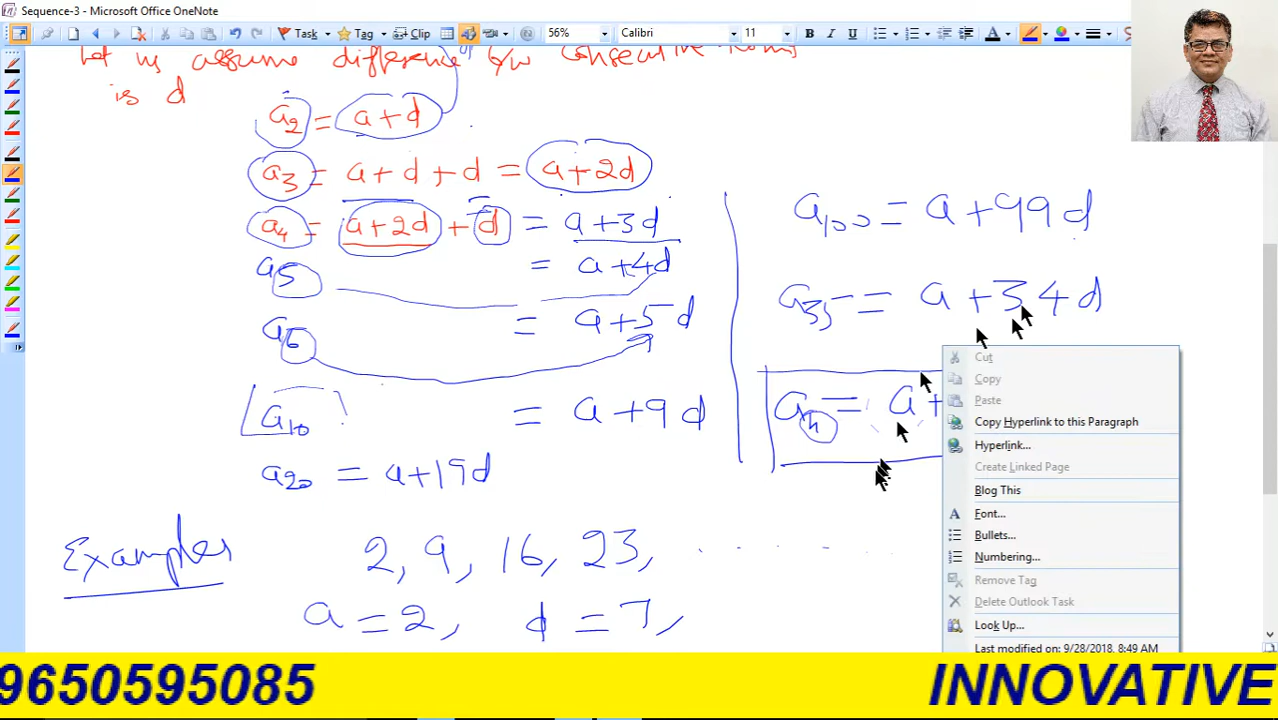 Sequence-3 - Microsoft Office OneNote
Task Tag Clip 56% Calibri 11 B I U
Let us assume difference b/w consecutive terms
is d
a2 = a+d
a3 = a+d+d = a+2d
a4 = a+2d+d = a+3d
a5 = a+4d
a6 = a+5d
a10 = a+9d
a20 = a+19d
a100 = a+99d
a35 = a+34d
an = a+
Examples 2, 9, 16, 23, .....
a=2, d=7,
Cut
Copy
Paste
Copy Hyperlink to this Paragraph
Hyperlink...
Create Linked Page
Blog This
Font...
Bullets...
Numbering...
Remove Tag
Delete Outlook Task
Look Up...
Last modified on: 9/28/2018, 8:49 AM
9650595085 INNOVATIVE